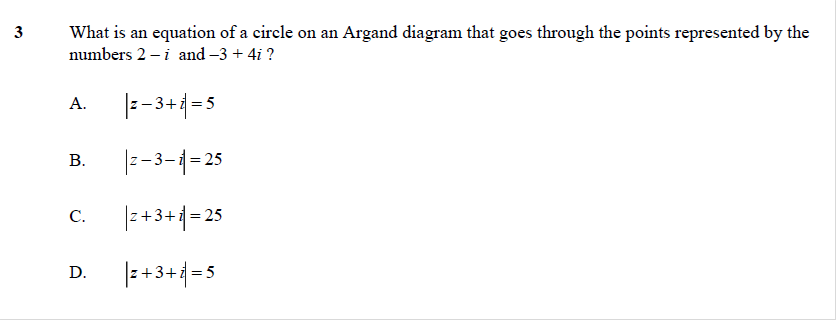 3 What is an equation of a circle on an Argand diagram that goes through the points represented by the
numbers 2 – i and –3 + 4i ?
A. |z – 3 + i| = 5
B. |z – 3 – i| = 25
C. |z + 3 + i| = 25
D. |z + 3 + i| = 5